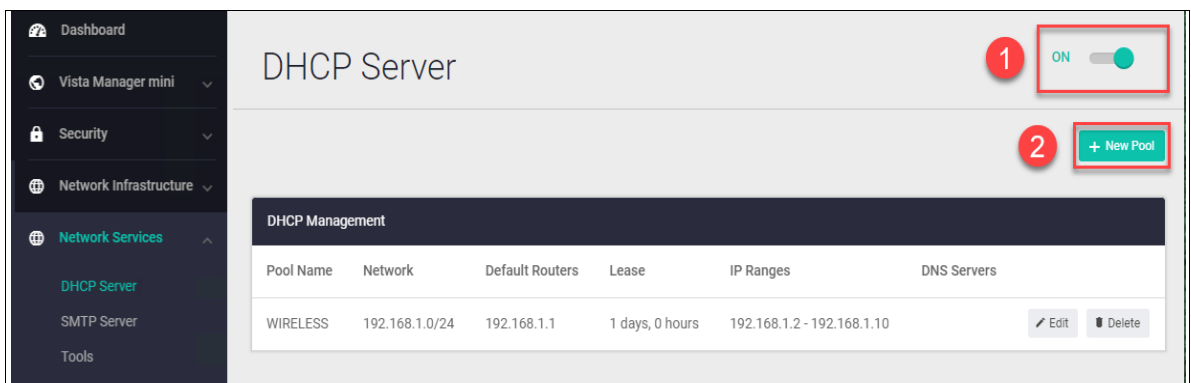 Dashboard
Vista Manager mini
Security
Network Infrastructure
Network Services
DHCP Server
SMTP Server
Tools
DHCP Server
1
ON
2
+ New Pool
DHCP Management
Pool Name Network Default Routers Lease IP Ranges DNS Servers
WIRELESS 192.168.1.0/24 192.168.1.1 1 days, 0 hours 192.168.1.2 - 192.168.1.10 Edit Delete